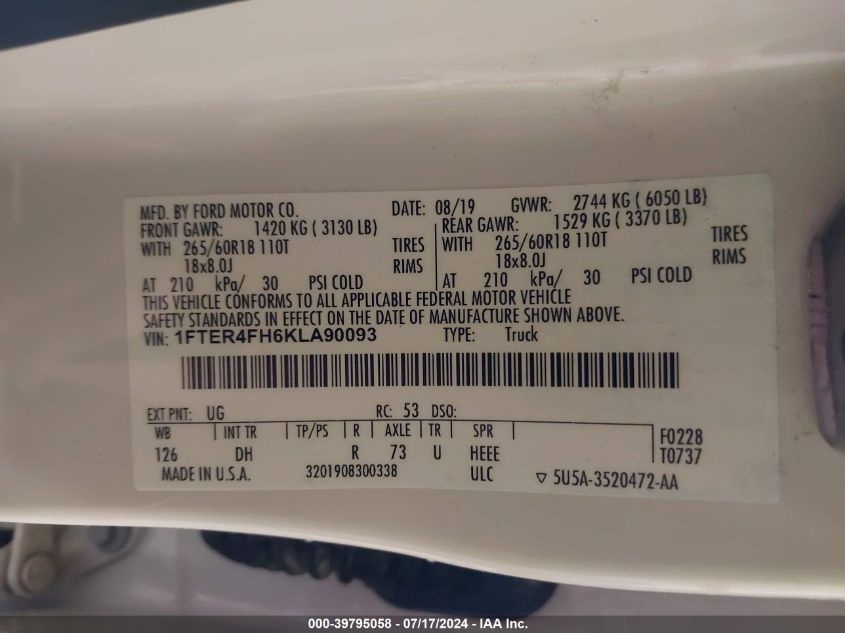 MFD. BY FORD MOTOR CO. DATE: 08/19 GVWR: 2744 KG ( 6050 LB)
FRONT GAWR: 1420 KG ( 3130 LB) REAR GAWR: 1529 KG ( 3370 LB)
WITH 265/60R18 110T TIRES WITH 265/60R18 110T TIRES
18x8.0J RIMS 18x8.0J RIMS
AT 210 kPa/ 30 PSI COLD AT 210 kPa/ 30 PSI COLD
THIS VEHICLE CONFORMS TO ALL APPLICABLE FEDERAL MOTOR VEHICLE
SAFETY STANDARDS IN EFFECT ON THE DATE OF MANUFACTURE SHOWN ABOVE.
VIN: 1FTER4FH6KLA90093 TYPE: Truck
EXT PNT: UG RC: 53 DSO:
WB INT TR TP/PS R AXLE TR SPR F0228
126 DH R 73 U HEEE T0737
MADE IN U.S.A. 3201908300338 ULC ▽ 5U5A-3520472-AA
000-39795058 - 07/17/2024 - IAA Inc.